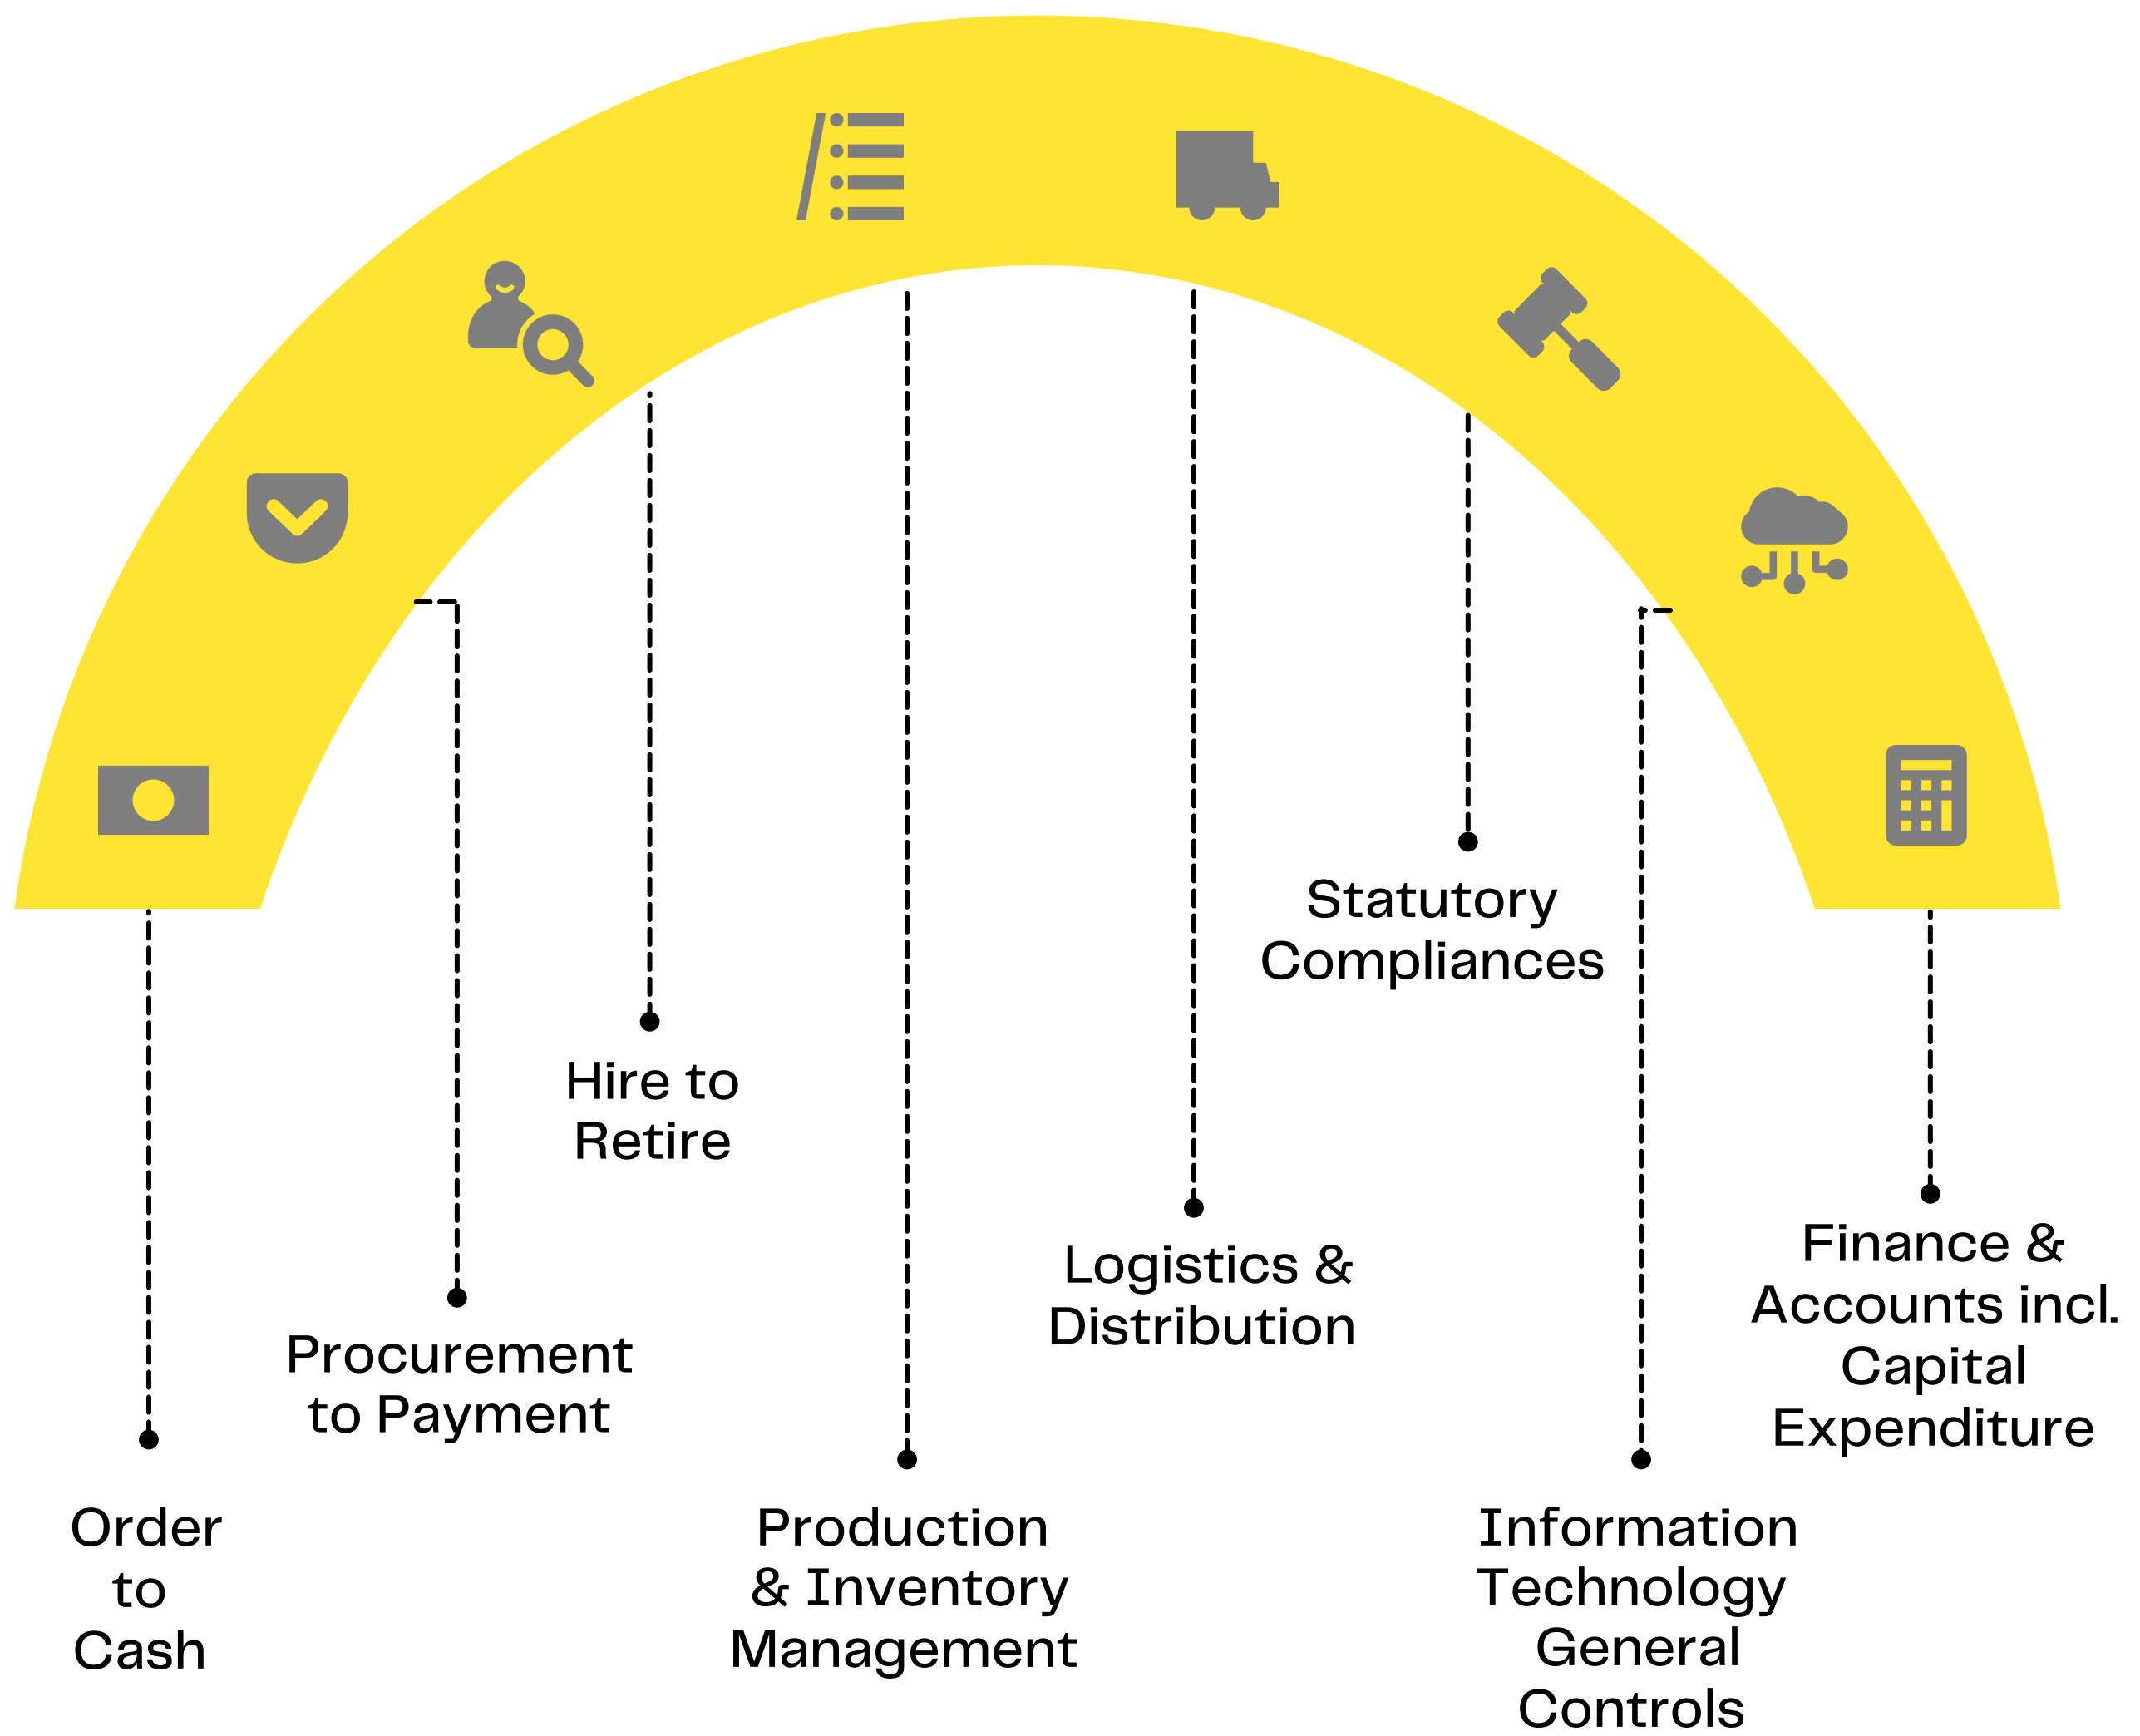 Order
to
Cash
Procurement
to Payment
Hire to
Retire
Production
& Inventory
Management
Logistics &
Distribution
Statutory
Compliances
Information
Technology
General
Controls
Finance &
Accounts incl.
Capital
Expenditure